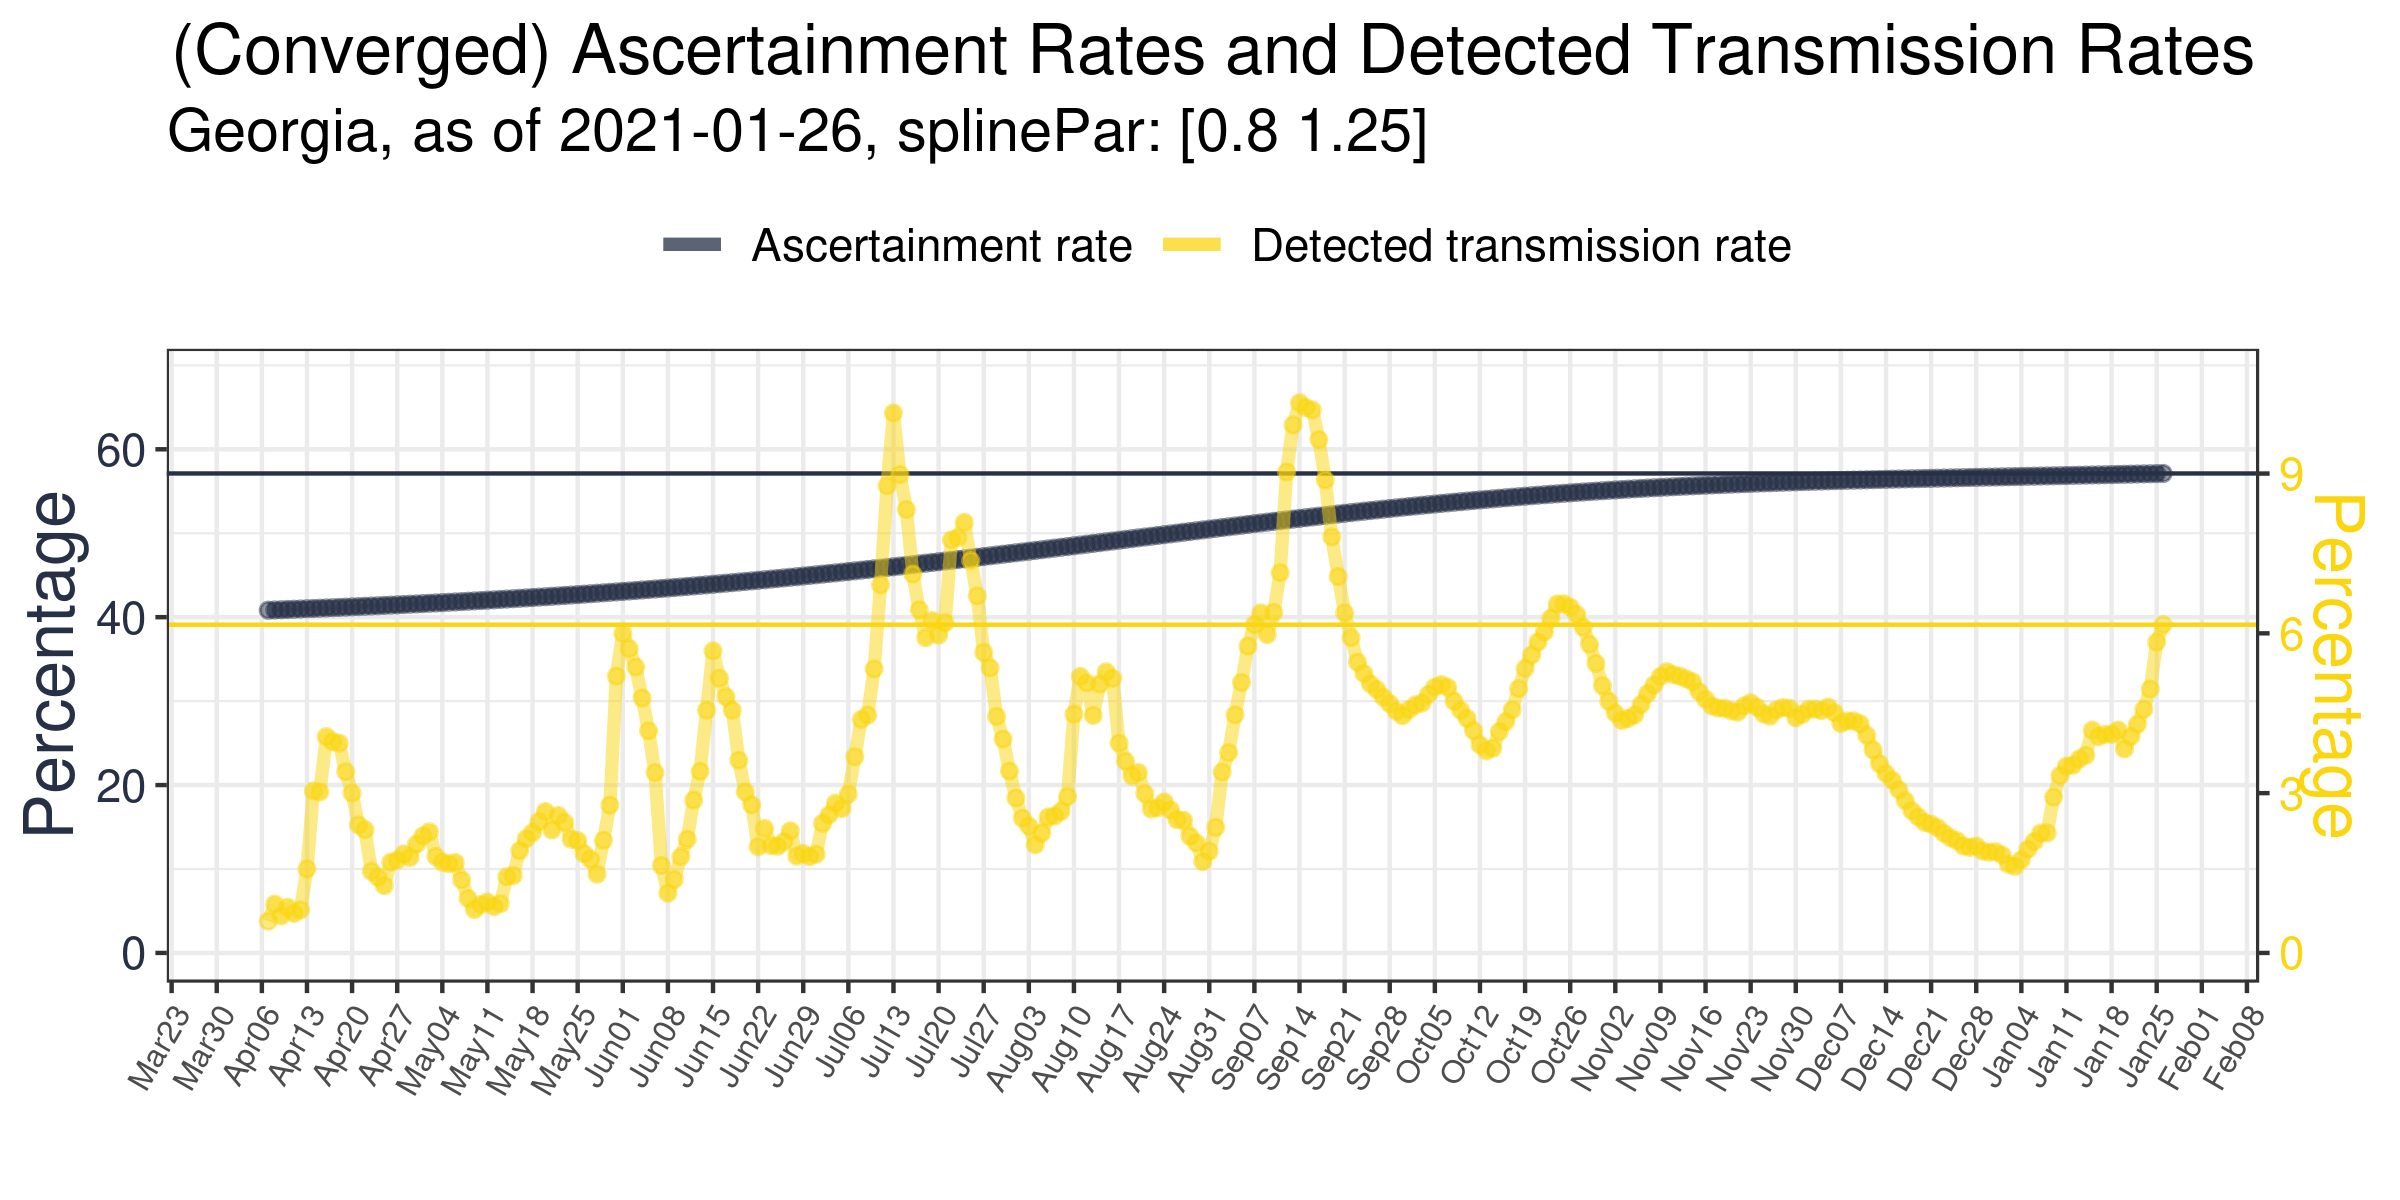 (Converged) Ascertainment Rates and Detected Transmission Rates
Georgia, as of 2021-01-26, splinePar: [0.8 1.25]
Ascertainment rate Detected transmission rate
Percentage
60
40
20
0
9
6
3
0
Percentage
Mar23 Mar30 Apr06 Apr13 Apr20 Apr27 May04 May11 May18 May25 Jun01 Jun08 Jun15 Jun22 Jun29 Jul06 Jul13 Jul20 Jul27 Aug03 Aug10 Aug17 Aug24 Aug31 Sep07 Sep14 Sep21 Sep28 Oct05 Oct12 Oct19 Oct26 Nov02 Nov09 Nov16 Nov23 Nov30 Dec07 Dec14 Dec21 Dec28 Jan04 Jan11 Jan18 Jan25 Feb01 Feb08